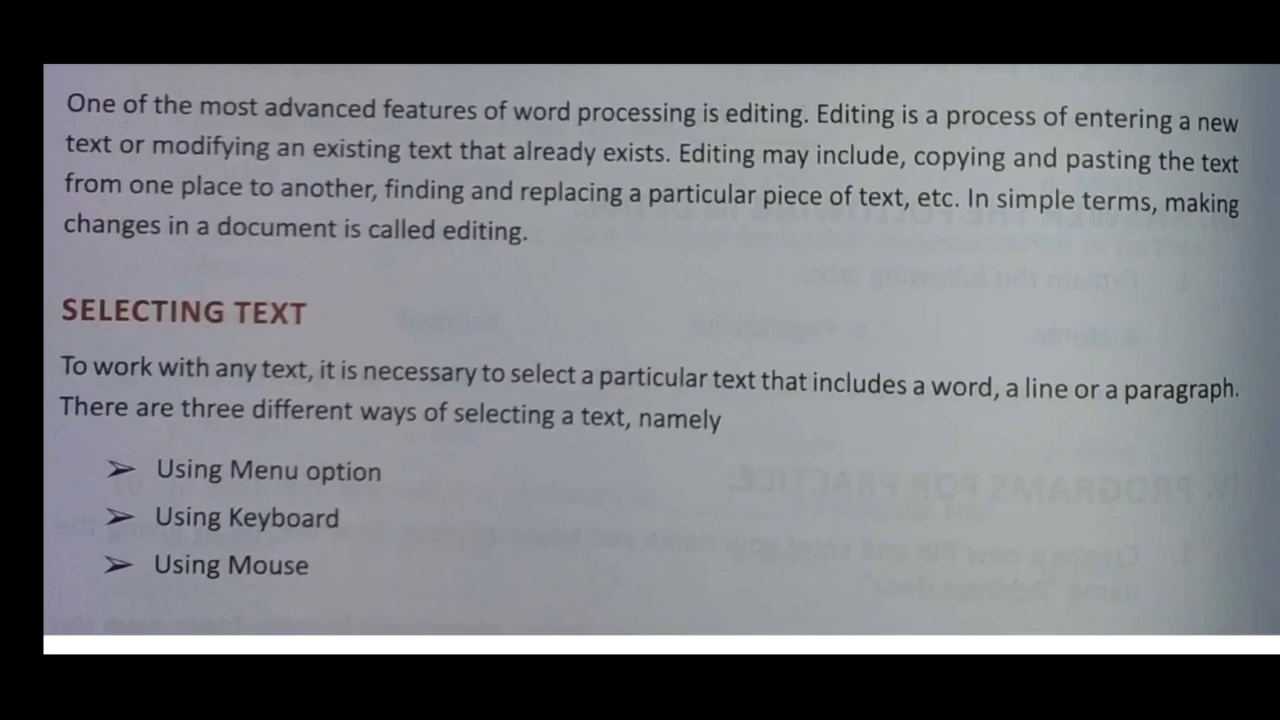 One of the most advanced features of word processing is editing. Editing is a process of entering a new
text or modifying an existing text that already exists. Editing may include, copying and pasting the text
from one place to another, finding and replacing a particular piece of text, etc. In simple terms, making
changes in a document is called editing.
SELECTING TEXT
To work with any text, it is necessary to select a particular text that includes a word, a line or a paragraph.
There are three different ways of selecting a text, namely
➢ Using Menu option
➢ Using Keyboard
➢ Using Mouse